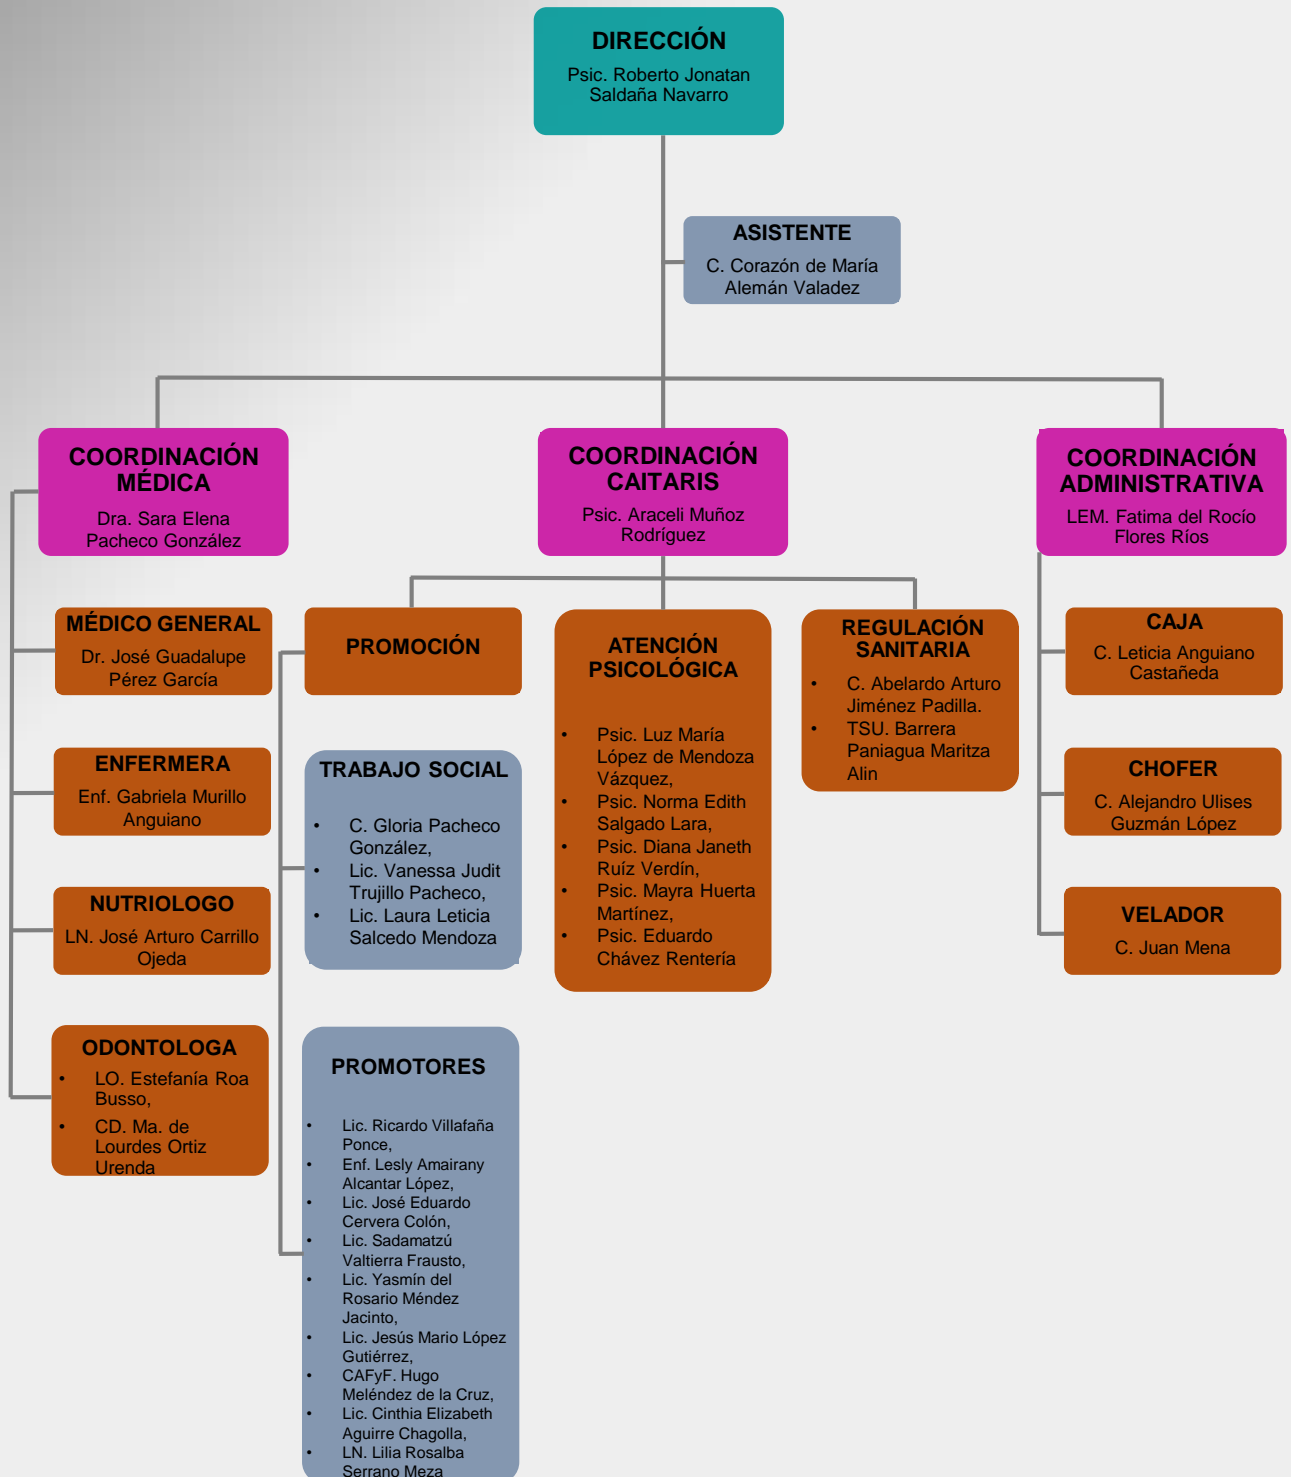 DIRECCIÓN
Psic. Roberto Jonatan
Saldaña Navarro
ASISTENTE
C. Corazón de María
Alemán Valadez
COORDINACIÓN
MÉDICA
Dra. Sara Elena
Pacheco González
COORDINACIÓN
CAITARIS
Psic. Araceli Muñoz
Rodríguez
COORDINACIÓN
ADMINISTRATIVA
LEM. Fatima del Rocío
Flores Ríos
MÉDICO GENERAL
Dr. José Guadalupe
Pérez García
ENFERMERA
Enf. Gabriela Murillo
Anguiano
NUTRIOLOGO
LN. José Arturo Carrillo
Ojeda
ODONTOLOGA
• LO. Estefanía Roa
Busso,
• CD. Ma. de
Lourdes Ortiz
Urenda
PROMOCIÓN
TRABAJO SOCIAL
• C. Gloria Pacheco
González,
• Lic. Vanessa Judit
Trujillo Pacheco,
• Lic. Laura Leticia
Salcedo Mendoza
PROMOTORES
• Lic. Ricardo Villafaña
Ponce,
• Enf. Lesly Amairany
Alcantar López,
• Lic. José Eduardo
Cervera Colón,
• Lic. Sadamatzú
Valtierra Frausto,
• Lic. Yasmín del
Rosario Méndez
Jacinto,
• Lic. Jesús Mario López
Gutiérrez,
• CAFyF. Hugo
Meléndez de la Cruz,
• Lic. Cinthia Elizabeth
Aguirre Chagolla,
• LN. Lilia Rosalba
Serrano Meza
ATENCIÓN
PSICOLÓGICA
• Psic. Luz María
López de Mendoza
Vázquez,
• Psic. Norma Edith
Salgado Lara,
• Psic. Diana Janeth
Ruíz Verdín,
• Psic. Mayra Huerta
Martínez,
• Psic. Eduardo
Chávez Rentería
REGULACIÓN
SANITARIA
• C. Abelardo Arturo
Jiménez Padilla.
• TSU. Barrera
Paniagua Maritza
Alin
CAJA
C. Leticia Anguiano
Castañeda
CHOFER
C. Alejandro Ulises
Guzmán López
VELADOR
C. Juan Mena